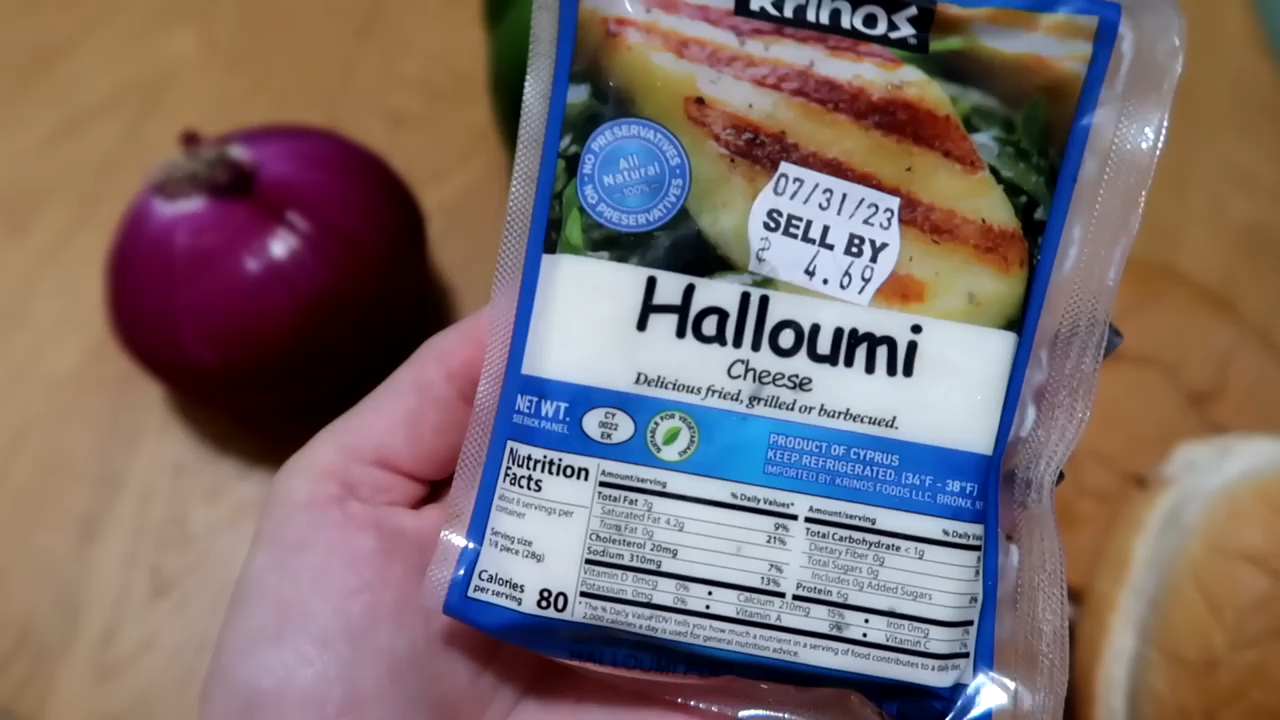 krinos
NO PRESERVATIVES
All
Natural
100%
NO PRESERVATIVES
07/31/23
SELL BY
4.69
Halloumi
Cheese
Delicious fried, grilled or barbecued.
NET WT.
SEE BACK PANEL
CY
0022
EK
SUITABLE FOR VEGETARIANS
PRODUCT OF CYPRUS
KEEP REFRIGERATED: (34°F - 38°F)
IMPORTED BY KRINOS FOODS LLC, BRONX, NY
Nutrition
Facts
about 8 servings per
container
Serving size
1/8 piece (28g)
Calories
per serving 80
Amount/serving % Daily Values*
Total Fat 7g 9%
Saturated Fat 4.2g 21%
Trans Fat 0g
Cholesterol 20mg 7%
Sodium 310mg 13%
Amount/serving % Daily
Total Carbohydrate < 1g
Dietary Fiber 0g
Total Sugars 0g
Includes 0g Added Sugars
Protein 6g
Vitamin D 0mcg 0% • Calcium 210mg 15% • Iron 0mg 0%
Potassium 0mg 0% • Vitamin A 9% • Vitamin C 0%
* The % Daily Value (DV) tells you how much a nutrient in a serving of food contributes to a daily diet.
2,000 calories a day is used for general nutrition advice.